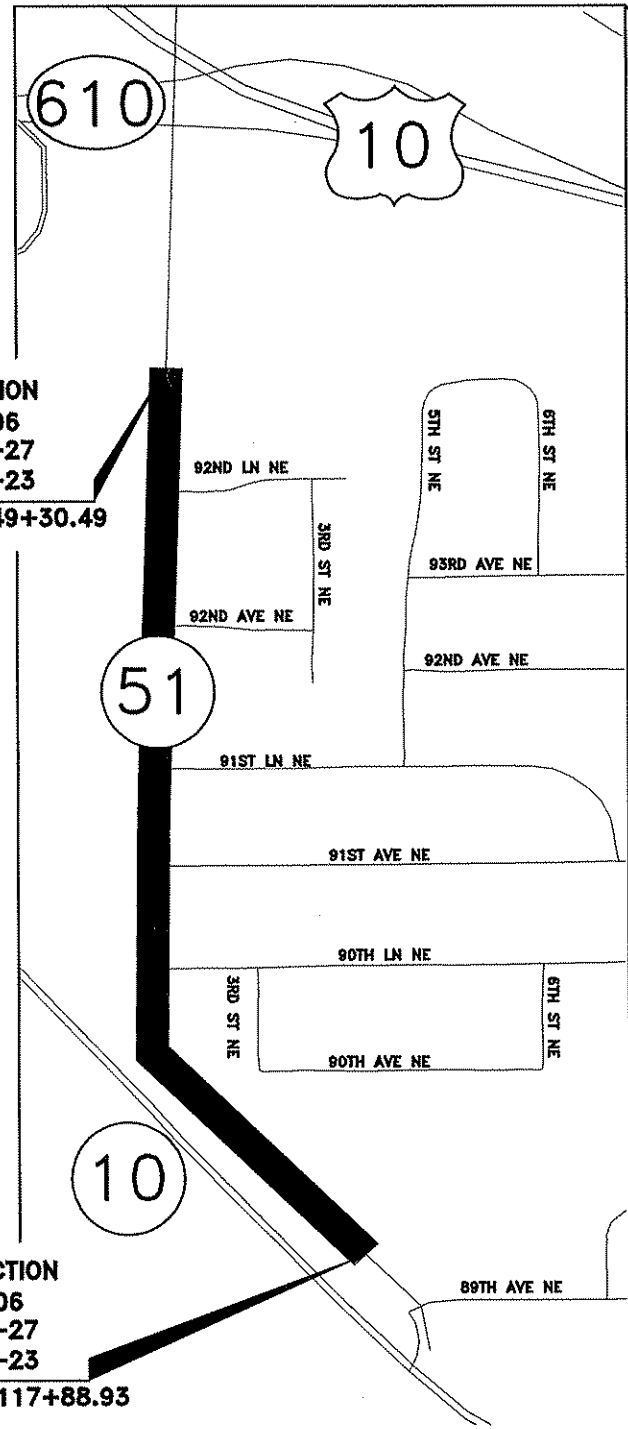 610
10
ION
06
-27
-23
49+30.49
5TH ST NE
6TH ST NE
92ND LN NE
3RD ST NE
93RD AVE NE
92ND AVE NE
92ND AVE NE
51
91ST LN NE
91ST AVE NE
90TH LN NE
3RD ST NE
6TH ST NE
90TH AVE NE
10
CTION
06
-27
-23
117+88.93
89TH AVE NE